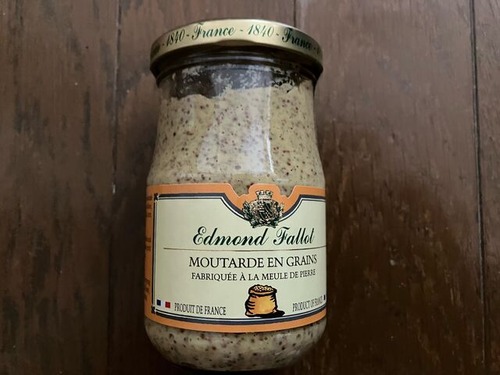 1840-France 1840-France
Edmond Fallot
MOUTARDE EN GRAINS
FABRIQUÉE À LA MEULE DE PIERRE
PRODUIT DE FRANCE
PRODUCT OF FRANCE